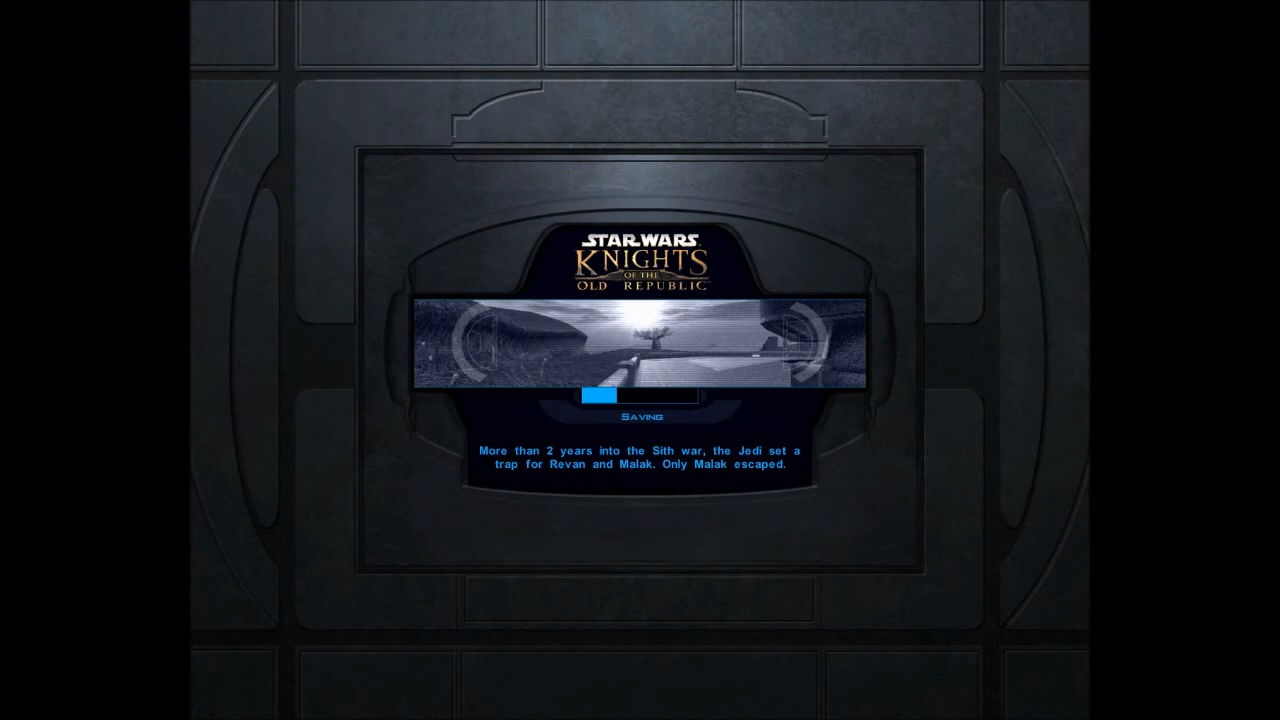 STAR WARS
KNIGHTS
OF THE
OLD REPUBLIC
SAVING
More than 2 years into the Sith war, the Jedi set a
trap for Revan and Malak. Only Malak escaped.